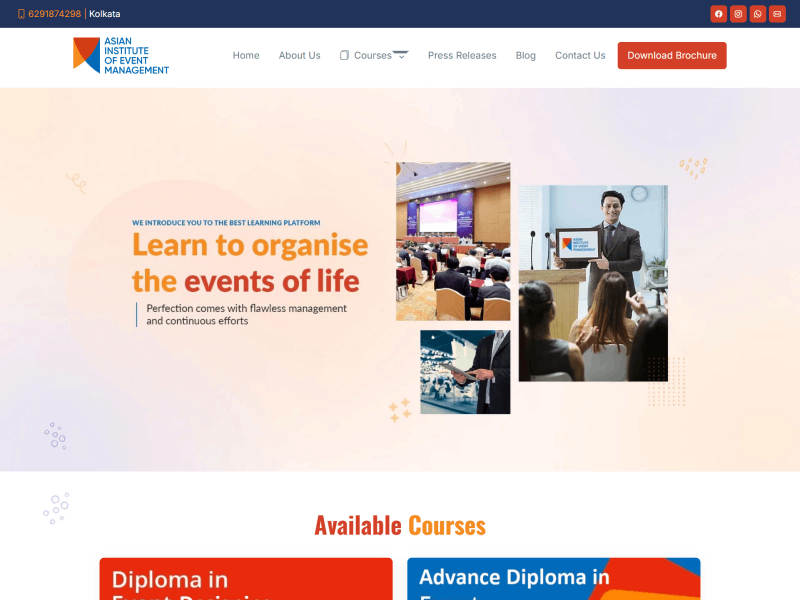 6291874298 | Kolkata
ASIAN
INSTITUTE
OF EVENT
MANAGEMENT
Home
About Us
Courses
Press Releases
Blog
Contact Us
Download Brochure
WE INTRODUCE YOU TO THE BEST LEARNING PLATFORM
Learn to organise
the events of life
Perfection comes with flawless management
and continuous efforts
ASIAN
INSTITUTE
OF EVENT
MANAGEMENT
Available Courses
Diploma in
Advance Diploma in